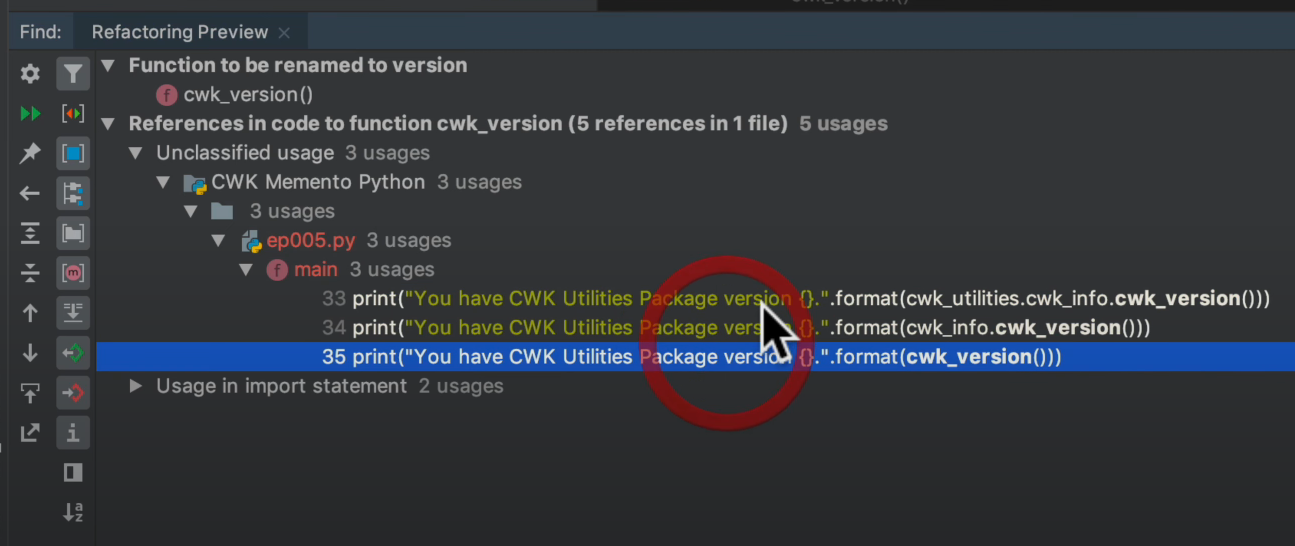 cwk_version()
Find: Refactoring Preview
Function to be renamed to version
f cwk_version()
References in code to function cwk_version (5 references in 1 file) 5 usages
Unclassified usage 3 usages
CWK Memento Python 3 usages
3 usages
ep005.py 3 usages
f main 3 usages
33 print("You have CWK Utilities Package version {}.".format(cwk_utilities.cwk_info.cwk_version()))
34 print("You have CWK Utilities Package version {}.".format(cwk_info.cwk_version()))
35 print("You have CWK Utilities Package version {}.".format(cwk_version()))
Usage in import statement 2 usages